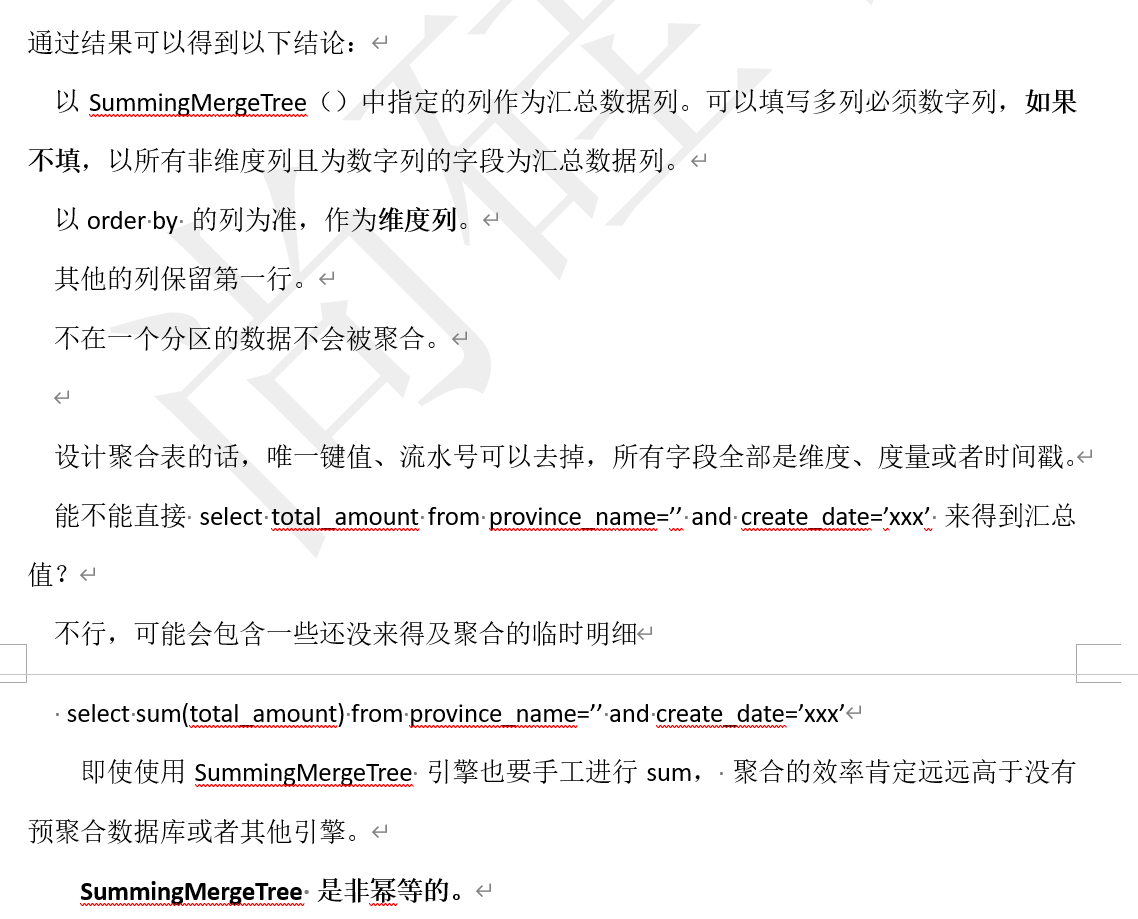 通过结果可以得到以下结论：
以 SummingMergeTree（）中指定的列作为汇总数据列。可以填写多列必须数字列，如果
不填，以所有非维度列且为数字列的字段为汇总数据列。
以 order by 的列为准，作为维度列。
其他的列保留第一行。
不在一个分区的数据不会被聚合。
设计聚合表的话，唯一键值、流水号可以去掉，所有字段全部是维度、度量或者时间戳。
能不能直接 select total_amount from province_name=’’ and create_date=’xxx’ 来得到汇总
值？
不行，可能会包含一些还没来得及聚合的临时明细
select sum(total_amount) from province_name=’’ and create_date=’xxx’
即使使用 SummingMergeTree 引擎也要手工进行 sum， 聚合的效率肯定远远高于没有
预聚合数据库或者其他引擎。
SummingMergeTree 是非幂等的。